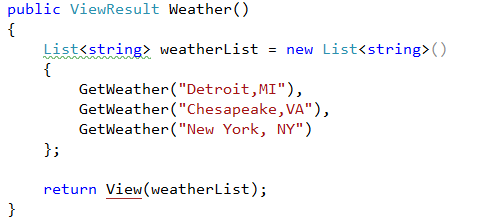 public ViewResult Weather()
{
    List<string> weatherList = new List<string>()
    {
        GetWeather("Detroit,MI"),
        GetWeather("Chesapeake,VA"),
        GetWeather("New York, NY")
    };
    return View(weatherList);
}